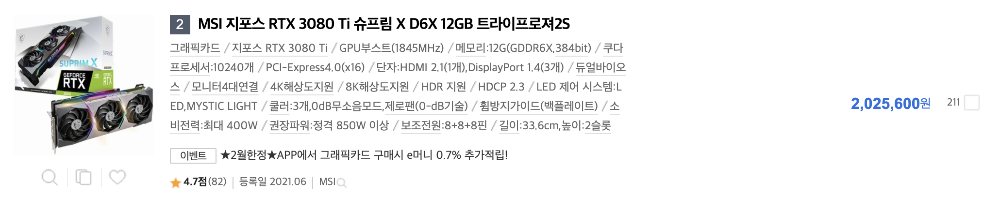 SUPRIM X
SUPRIM X
GEFORCE
RTX
GEFORCE
RTX
2 MSI 지포스 RTX 3080 Ti 슈프림 X D6X 12GB 트라이프로져2S
그래픽카드 / 지포스 RTX 3080 Ti / GPU부스트(1845MHz) / 메모리:12G(GDDR6X,384bit) / 쿠다
프로세서:10240개 / PCI-Express4.0(x16) / 단자:HDMI 2.1(1개),DisplayPort 1.4(3개) / 듀얼바이오
스 / 모니터4대연결 / 4K해상도지원 / 8K해상도지원 / HDR 지원 / HDCP 2.3 / LED 제어 시스템:L
ED,MYSTIC LIGHT / 쿨러:3개,0dB무소음모드,제로팬(0-dB기술) / 휨방지가이드(백플레이트) / 소
비전력:최대 400W / 권장파워:정격 850W 이상 / 보조전원:8+8+8핀 / 길이:33.6cm,높이:2슬롯
2,025,600원 211
이벤트 ★2월한정★APP에서 그래픽카드 구매시 e머니 0.7% 추가적립!
4.7점(82) | 등록일 2021.06 | MSI